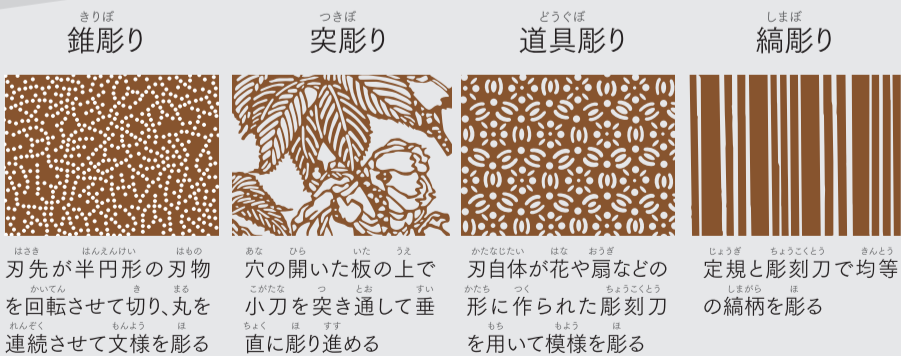 きりぼ
錐彫り
はさき はんえんけい はもの
刃先が半円形の刃物
かいてん き まる
を回転させて切り、丸を
れんぞく もんよう ほ
連続させて文様を彫る
つきぼ
突彫り
あな ひら いた うえ
穴の開いた板の上で
こがたな つ とお すい
小刀を突き通して垂
ちょく ほ すす
直に彫り進める
どうぐぼ
道具彫り
かたなじたい はな おうぎ
刃自体が花や扇などの
かたち つく ちょうこくとう
形に作られた彫刻刀
もち もよう ほ
を用いて模様を彫る
しまぼ
縞彫り
じょうぎ ちょうこくとう きんとう
定規と彫刻刀で均等
しまがら ほ
の縞柄を彫る